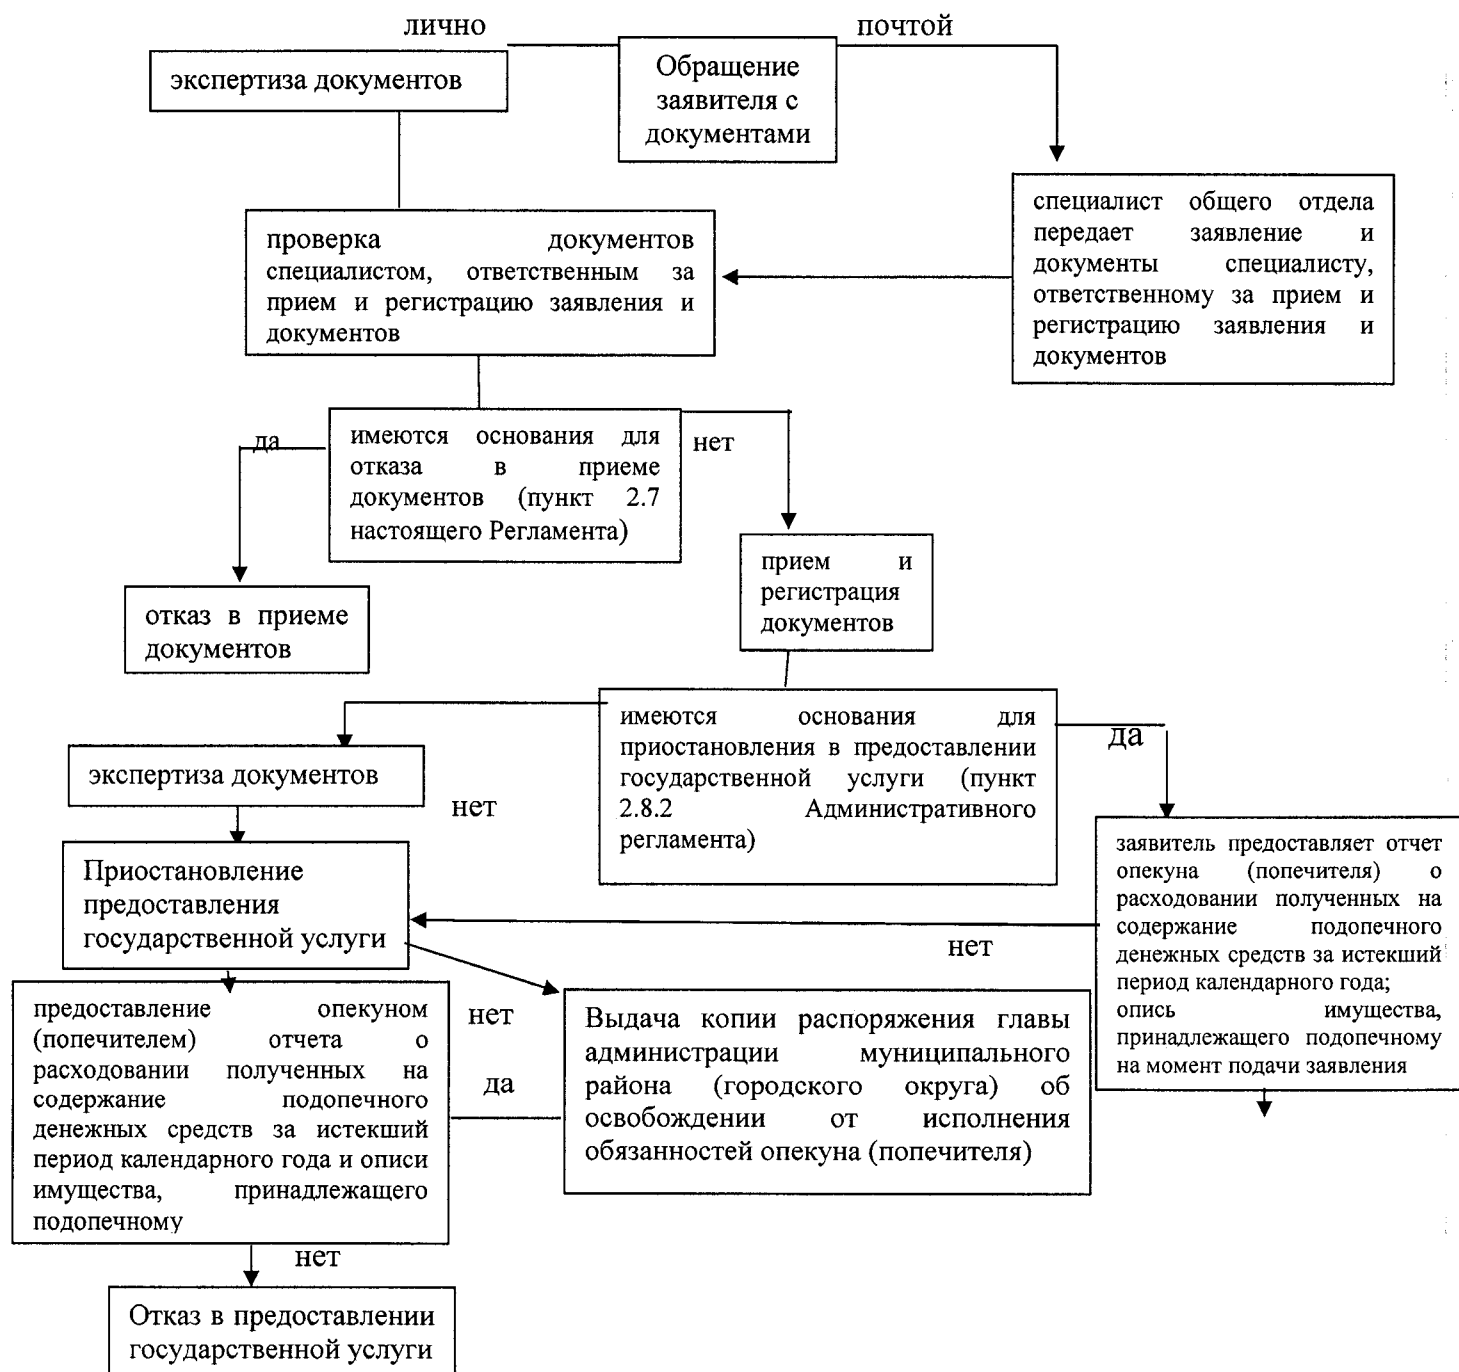 лично
почтой
экспертиза документов
Обращение
заявителя с
документами
специалист общего отдела
передает заявление и
документы специалисту,
ответственному за прием и
регистрацию заявления и
документов
проверка документов
специалистом, ответственным за
прием и регистрацию заявления и
документов
да
имеются основания для
отказа в приеме
документов (пункт 2.7
настоящего Регламента)
нет
прием и
регистрация
документов
отказ в приеме
документов
имеются основания для
приостановления в предоставлении
государственной услуги (пункт
2.8.2 Административного
регламента)
да
экспертиза документов
нет
заявитель предоставляет отчет
опекуна (попечителя) о
расходовании полученных на
содержание подопечного
денежных средств за истекший
период календарного года;
опись имущества,
принадлежащего подопечному
на момент подачи заявления
Приостановление
предоставления
государственной услуги
нет
предоставление опекуном
(попечителем) отчета о
расходовании полученных на
содержание подопечного
денежных средств за истекший
период календарного года и описи
имущества, принадлежащего
подопечному
нет
да
Выдача копии распоряжения главы
администрации муниципального
района (городского округа) об
освобождении от исполнения
обязанностей опекуна (попечителя)
нет
Отказ в предоставлении
государственной услуги